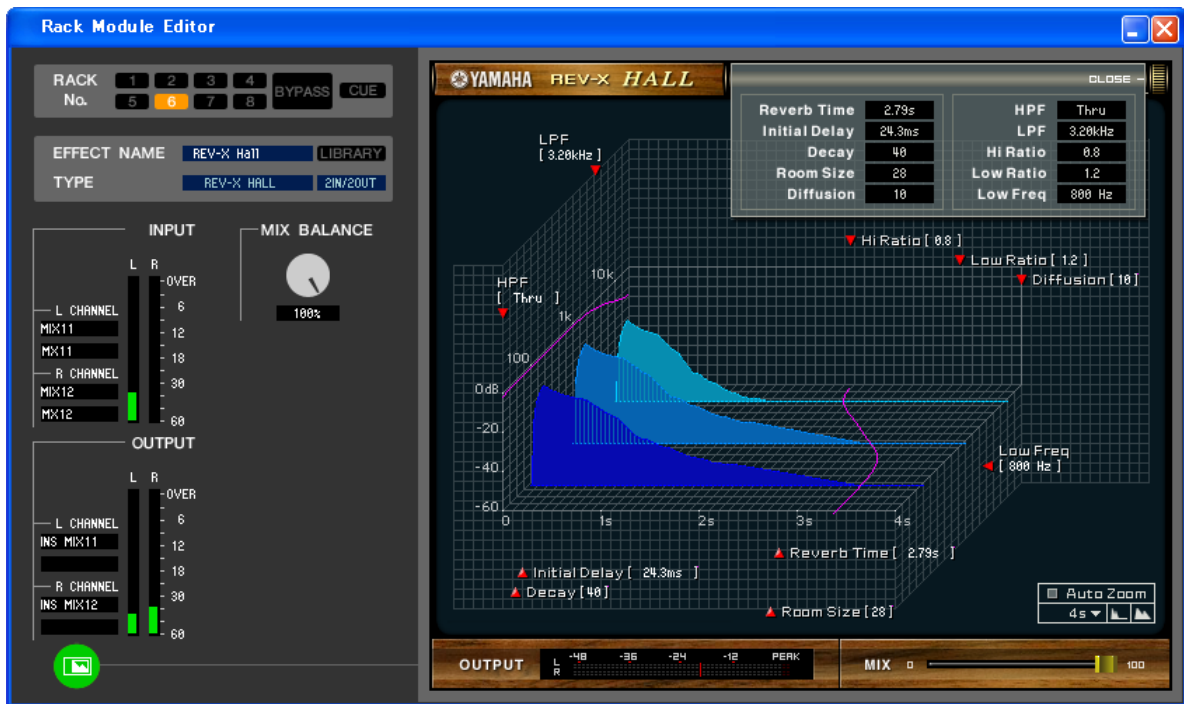 Rack Module Editor
RACK No.
1 2 3 4
5 6 7 8
BYPASS
CUE
EFFECT NAME REV-X Hall LIBRARY
TYPE REV-X HALL 2IN/2OUT
INPUT
L R
OVER
6
12
18
30
60
L CHANNEL
MIX11
MX11
R CHANNEL
MIX12
MX12
MIX BALANCE
100%
OUTPUT
L R
OVER
6
12
18
30
60
L CHANNEL
INS MIX11
R CHANNEL
INS MIX12
YAMAHA REV-X HALL
CLOSE
Reverb Time 2.79s
Initial Delay 24.3ms
Decay 40
Room Size 28
Diffusion 10
HPF Thru
LPF 3.20kHz
Hi Ratio 0.8
Low Ratio 1.2
Low Freq 800 Hz
LPF
[ 3.20kHz ]
HPF
[ Thru ]
10k
1k
100
Hi Ratio [ 0.8 ]
Low Ratio [ 1.2 ]
Diffusion [ 10 ]
0dB
-20
-40
-60
0 1s 2s 3s 4s
Low Freq
[ 800 Hz ]
Reverb Time [ 2.79s ]
Initial Delay [ 24.3ms ]
Decay [ 40 ]
Room Size [ 28 ]
Auto Zoom
4s
OUTPUT
L
R
-48 -36 -24 -12 PEAK
MIX 0 100